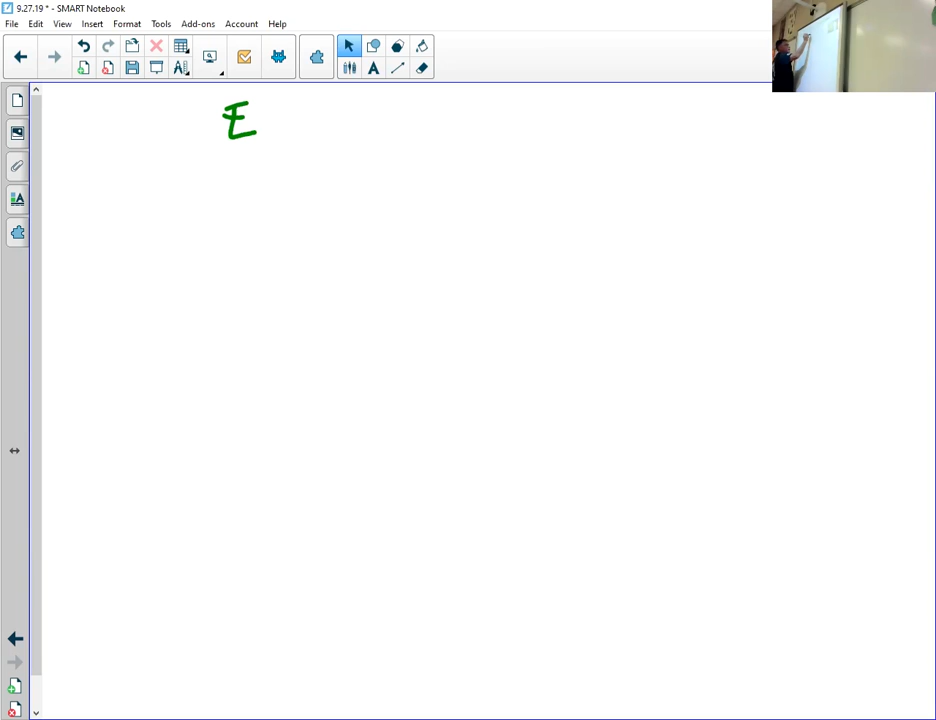 9.27.19 * - SMART Notebook
File Edit View Insert Format Tools Add-ons Account Help
E